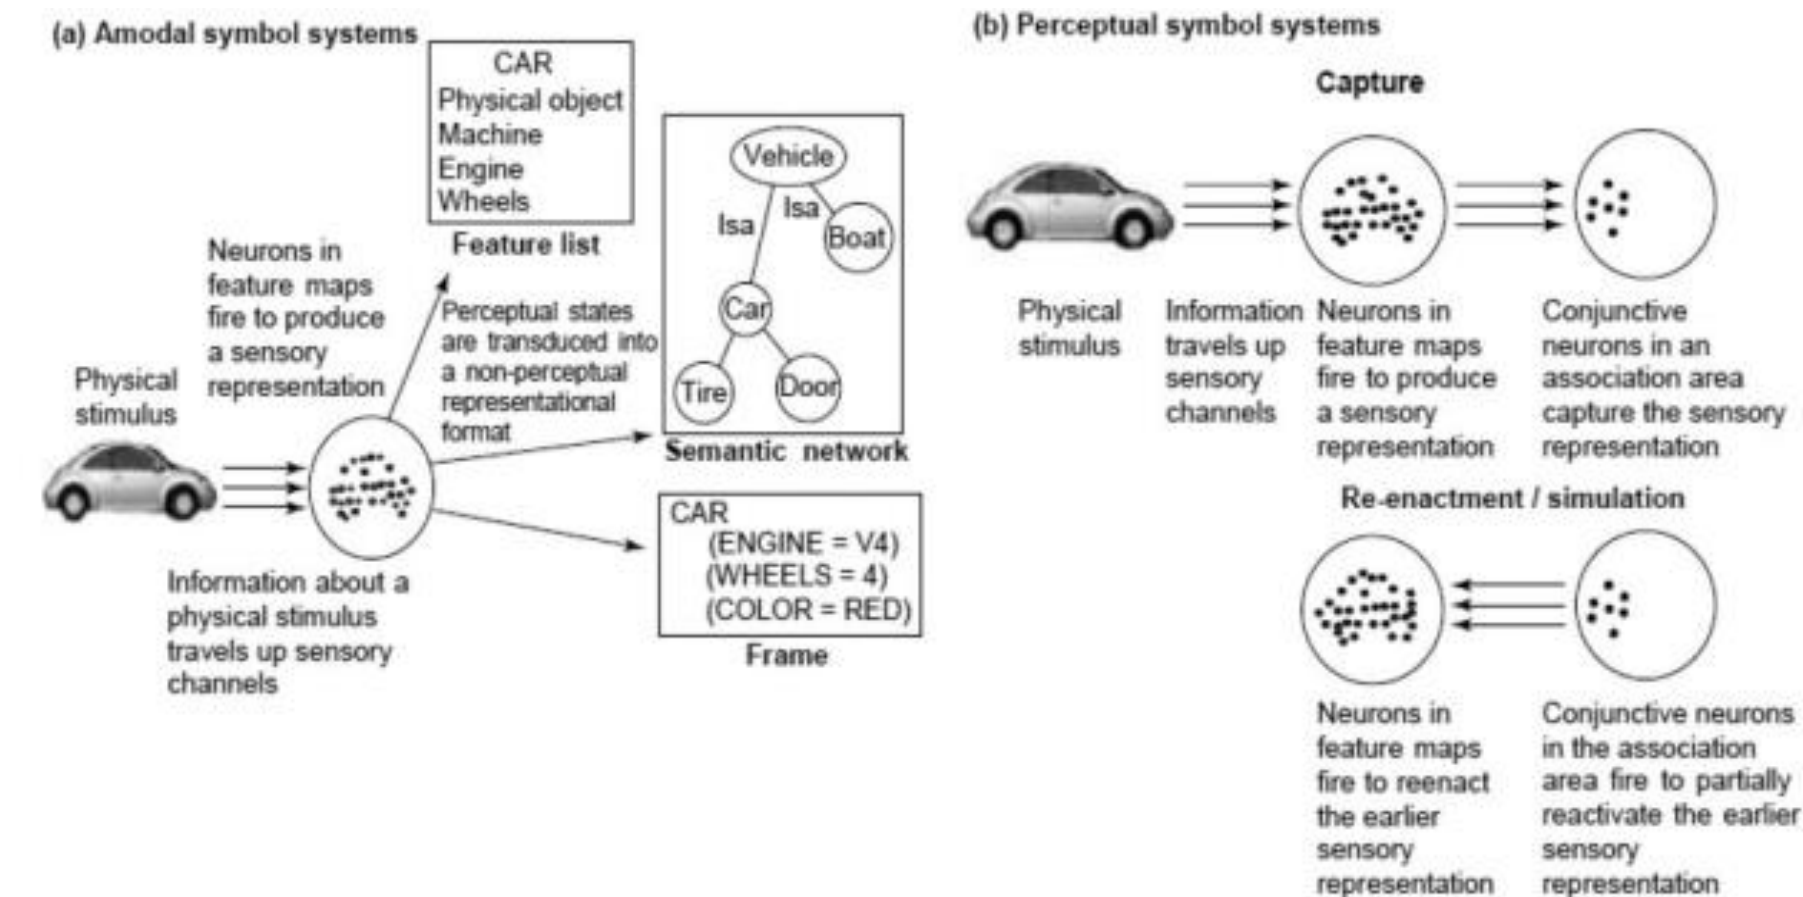 (a) Amodal symbol systems
CAR
Physical object
Machine
Engine
Wheels
Feature list
Neurons in
feature maps
fire to produce
a sensory
representation
Perceptual states
are transduced into
a non-perceptual
representational
format
Vehicle
Isa
Isa
Boat
Car
Tire
Door
Semantic network
Physical
stimulus
CAR
(ENGINE = V4)
(WHEELS = 4)
(COLOR = RED)
Frame
Information about a
physical stimulus
travels up sensory
channels
(b) Perceptual symbol systems
Capture
Physical
stimulus
Information
travels up
sensory
channels
Neurons in
feature maps
fire to produce
a sensory
representation
Conjunctive
neurons in an
association area
capture the sensory
representation
Re-enactment / simulation
Neurons in
feature maps
fire to reenact
the earlier
sensory
representation
Conjunctive neurons
in the association
area fire to partially
reactivate the earlier
sensory
representation